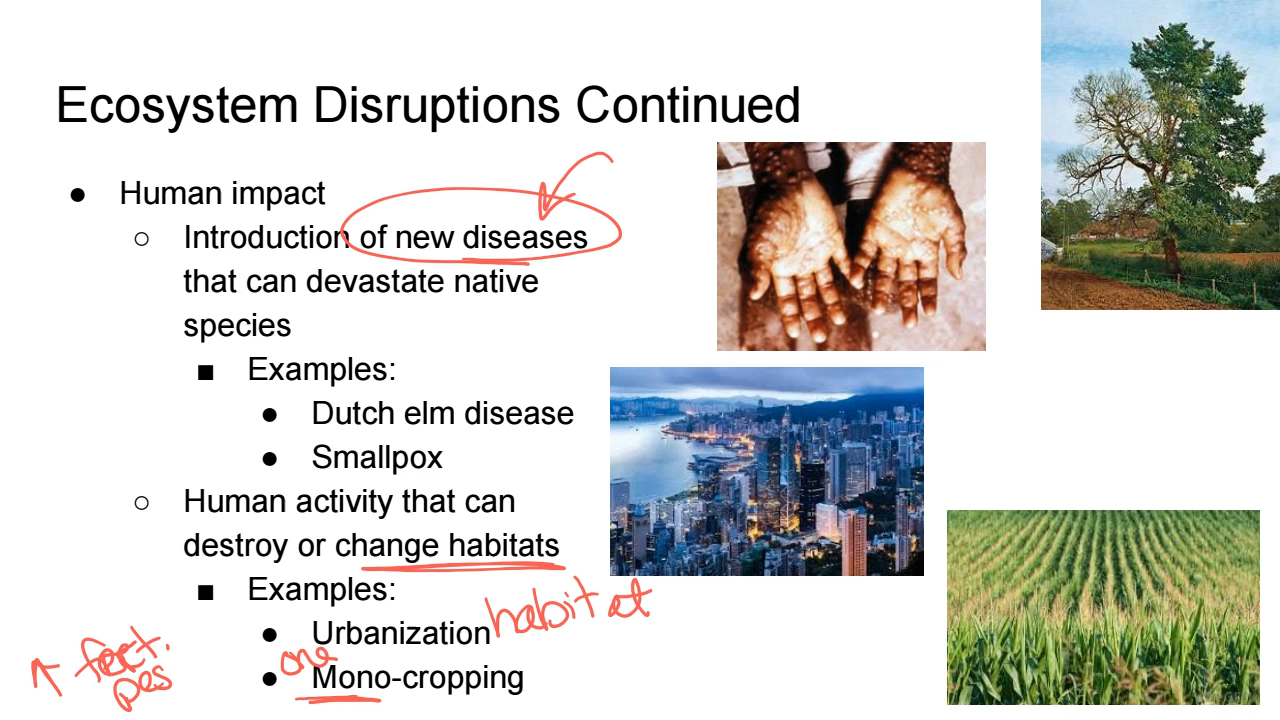 Ecosystem Disruptions Continued
● Human impact
○ Introduction of new diseases
that can devastate native
species
■ Examples:
● Dutch elm disease
● Smallpox
○ Human activity that can
destroy or change habitats
■ Examples:
● Urbanization habitat
one
● Mono-cropping
↑ fert.
pes